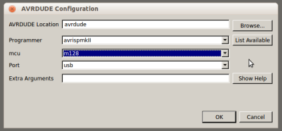 AVRDUDE Configuration
AVRDUDE Location avrdude Browse...
Programmer avrispmkII List Available
mcu m128
Port usb
Extra Arguments Show Help
OK Cancel